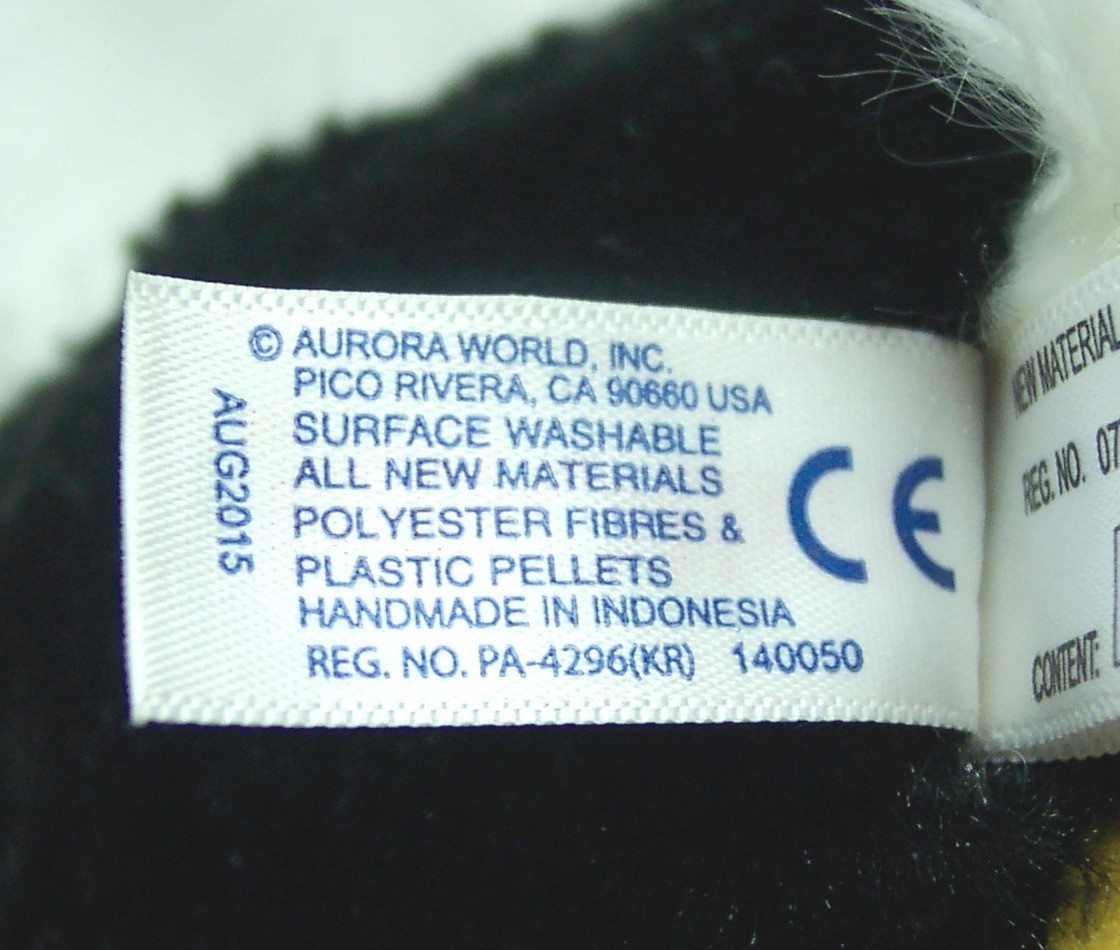 © AURORA WORLD, INC.
PICO RIVERA, CA 90660 USA
SURFACE WASHABLE
ALL NEW MATERIALS
POLYESTER FIBRES &
PLASTIC PELLETS
HANDMADE IN INDONESIA
REG. NO. PA-4296(KR) 140050
AUG2015
CE
NEW MATERIAL
REG. NO. 07
CONTENT: